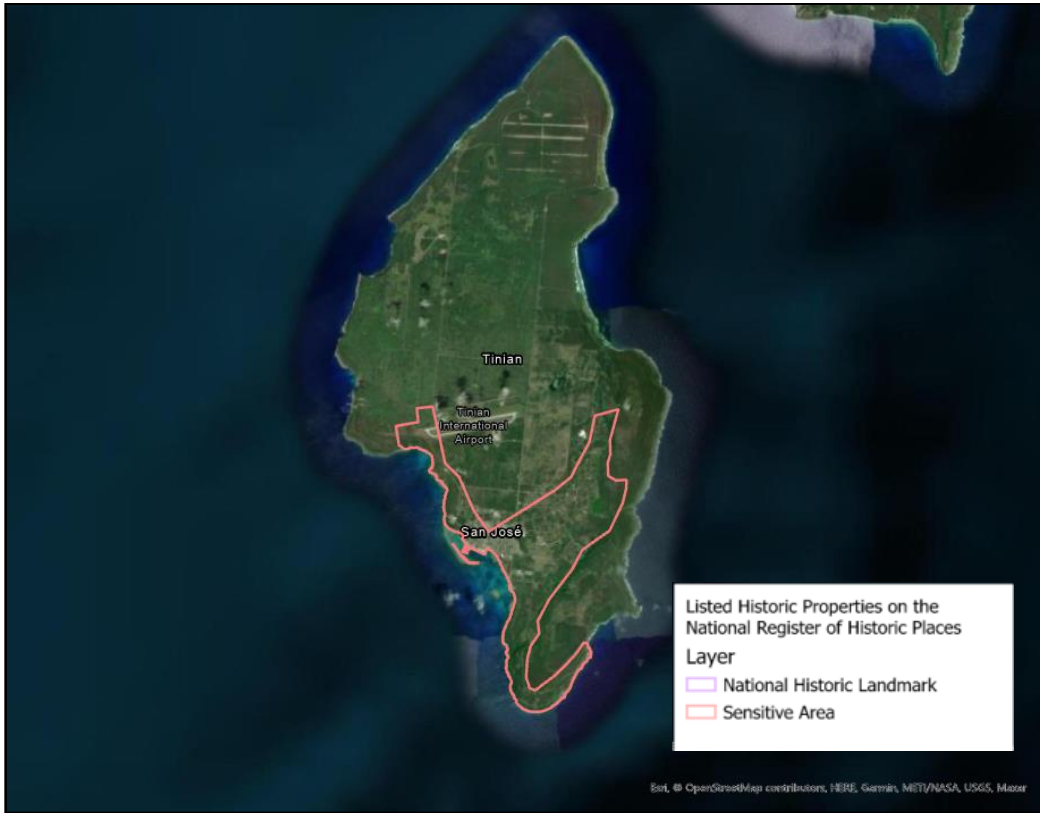 Tinian
Tinian
International
Airport
San José
Listed Historic Properties on the
National Register of Historic Places
Layer
National Historic Landmark
Sensitive Area
Esri, © OpenStreetMap contributors, HERE, Garmin, METI/NASA, USGS, Maxar